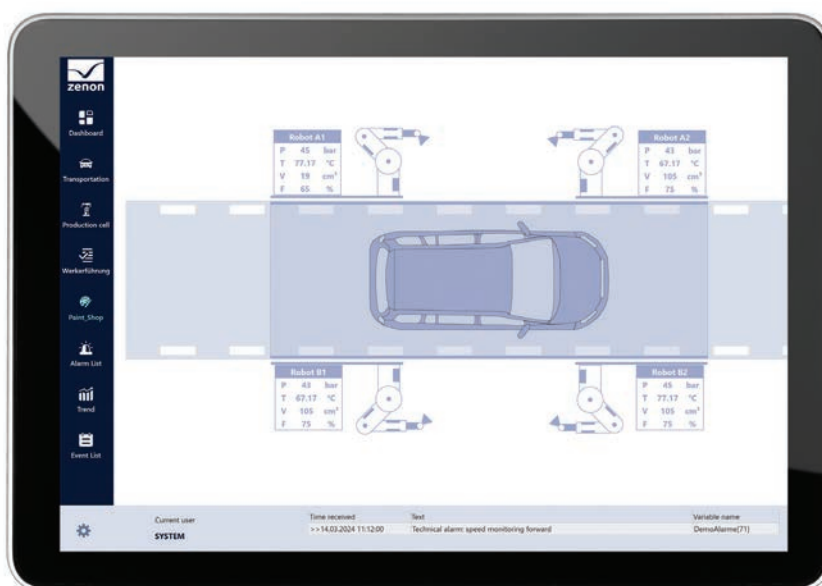 zenon
Dashboard
Transportation
Production cell
Werkerführung
Paint_Shop
Alarm List
Trend
Event List
Robot A1
P 45 bar
T 77.17 °C
V 19 cm³
F 65 %
Robot A2
P 43 bar
T 67.17 °C
V 105 cm³
F 75 %
Robot B1
P 43 bar
T 67.17 °C
V 105 cm³
F 75 %
Robot B2
P 45 bar
T 77.17 °C
V 105 cm³
F 75 %
Current user
SYSTEM
Time received Text Variable name
>>14.03.2024 11:12:00 Technical alarm: speed monitoring forward DemoAlarme[71]